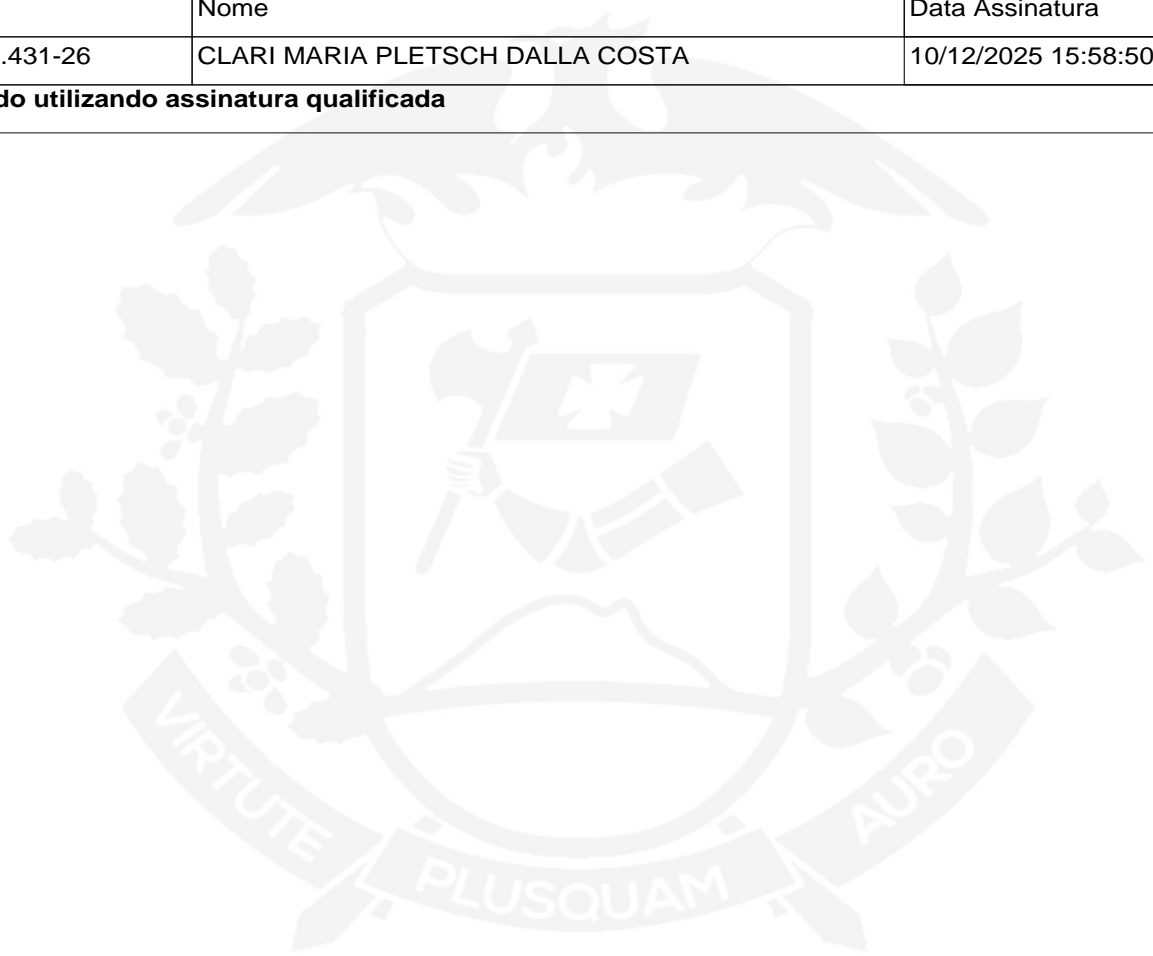 Nome Data Assinatura
.431-26 CLARI MARIA PLETSCH DALLA COSTA 10/12/2025 15:58:50
do utilizando assinatura qualificada
VIRTUTE PLUSQUAM AURO